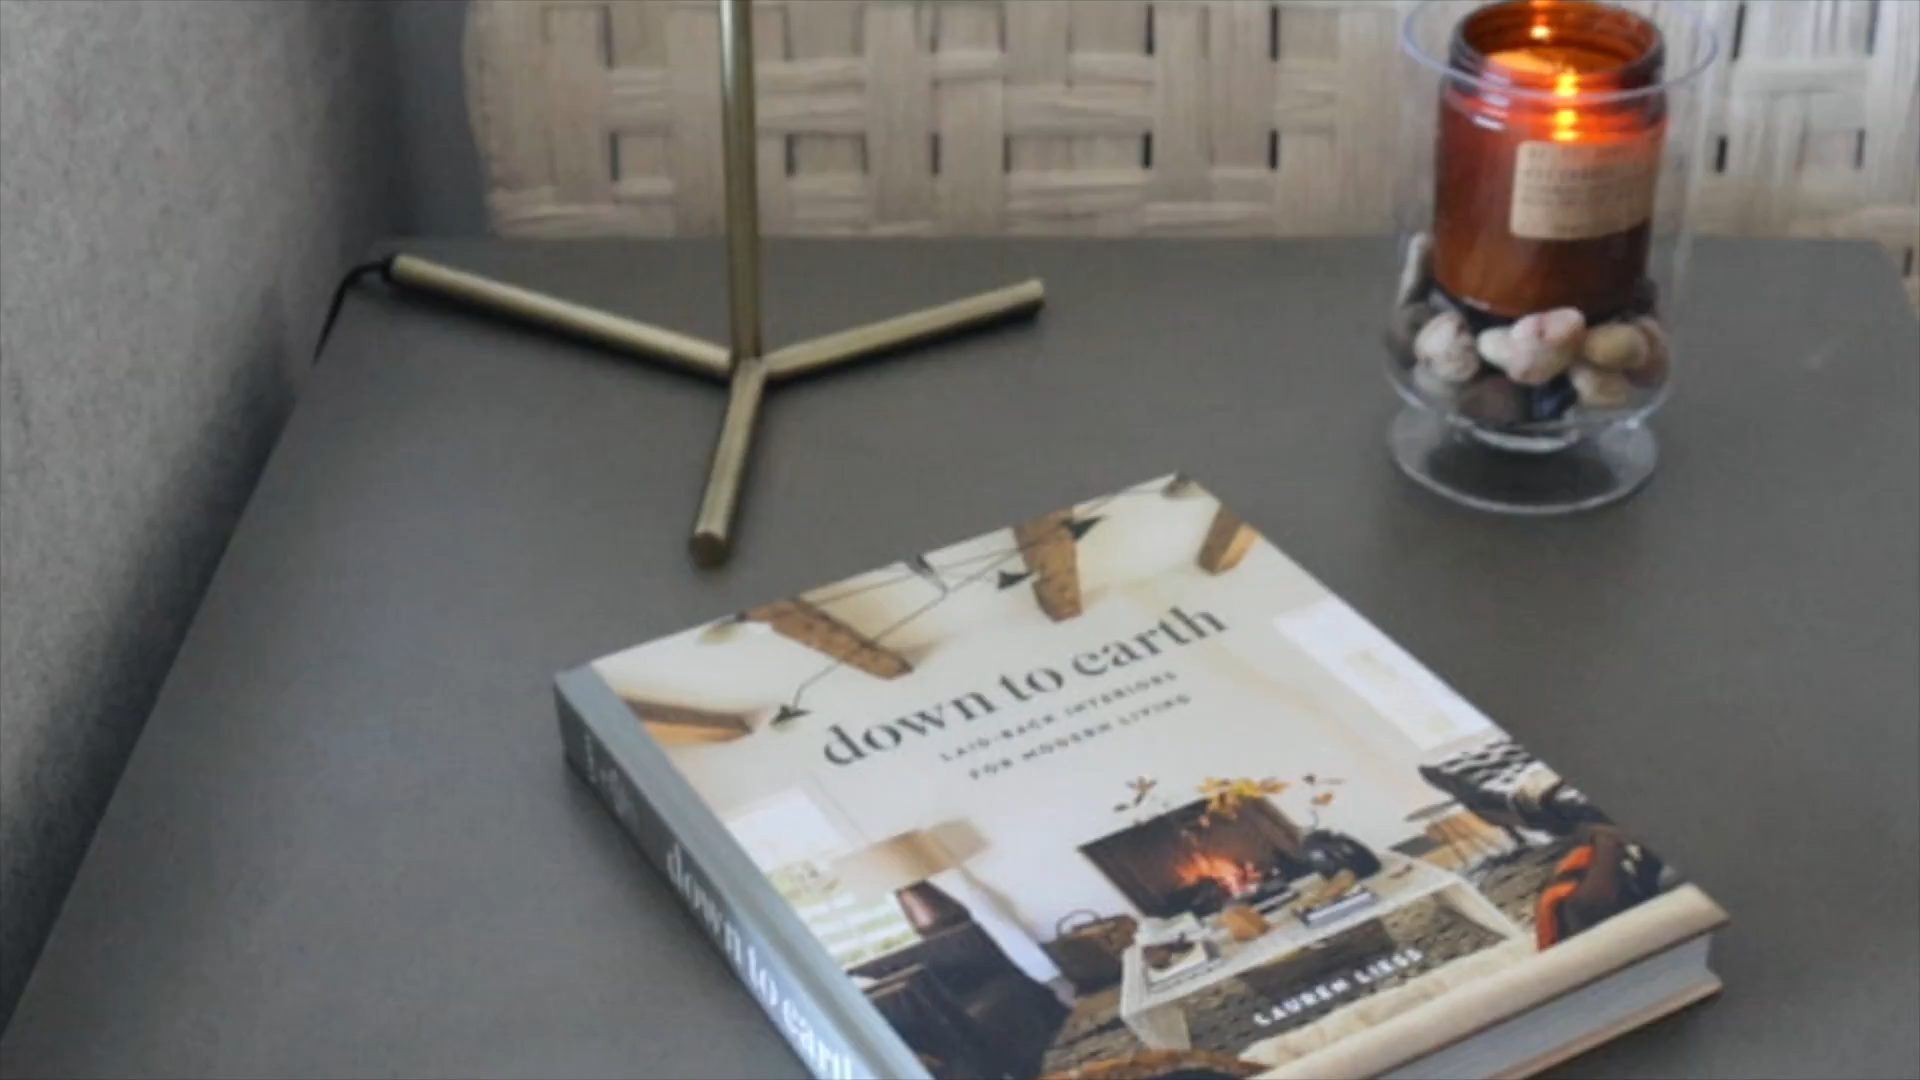 down to earth
LAID-BACK INTERIORS
FOR MODERN LIVING
LAUREN LIESS
down to earth